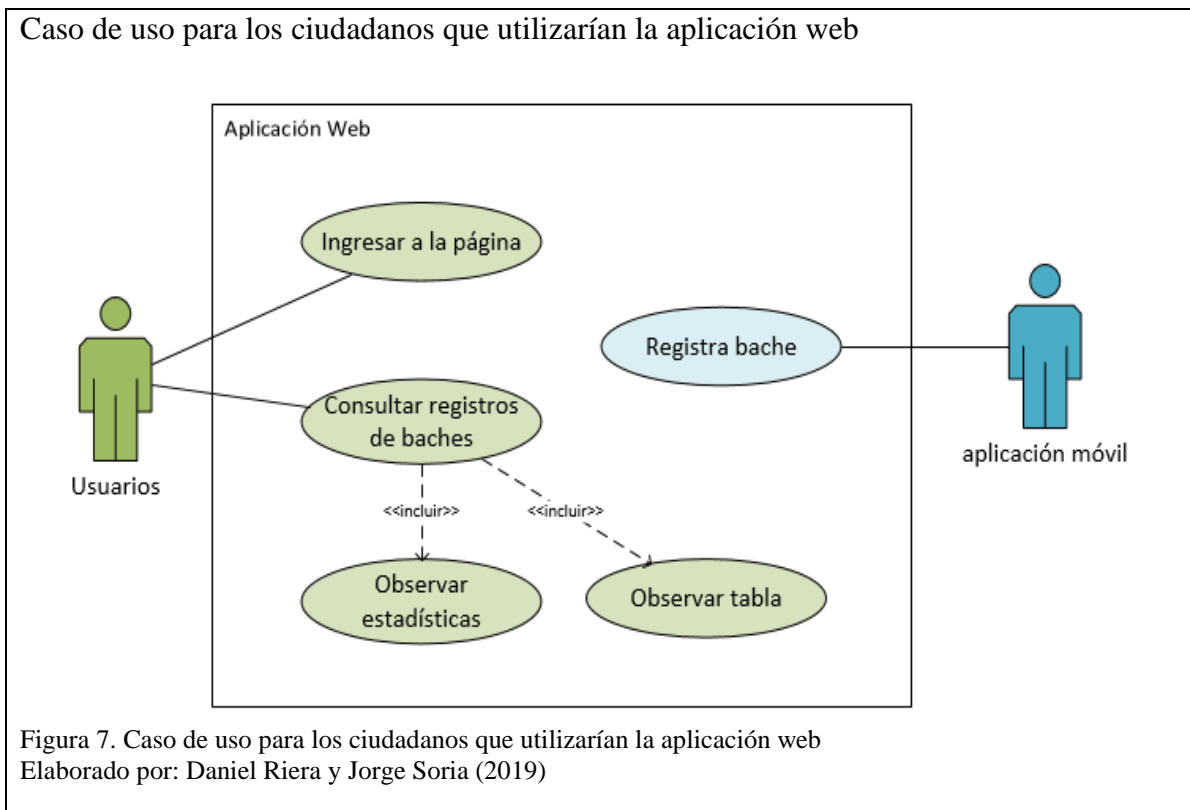 Caso de uso para los ciudadanos que utilizarían la aplicación web
Aplicación Web
Ingresar a la página
Registra bache
Consultar registros
de baches
Usuarios
aplicación móvil
<<incluir>>
<<incluir>>
Observar
estadísticas
Observar tabla
Figura 7. Caso de uso para los ciudadanos que utilizarían la aplicación web
Elaborado por: Daniel Riera y Jorge Soria (2019)